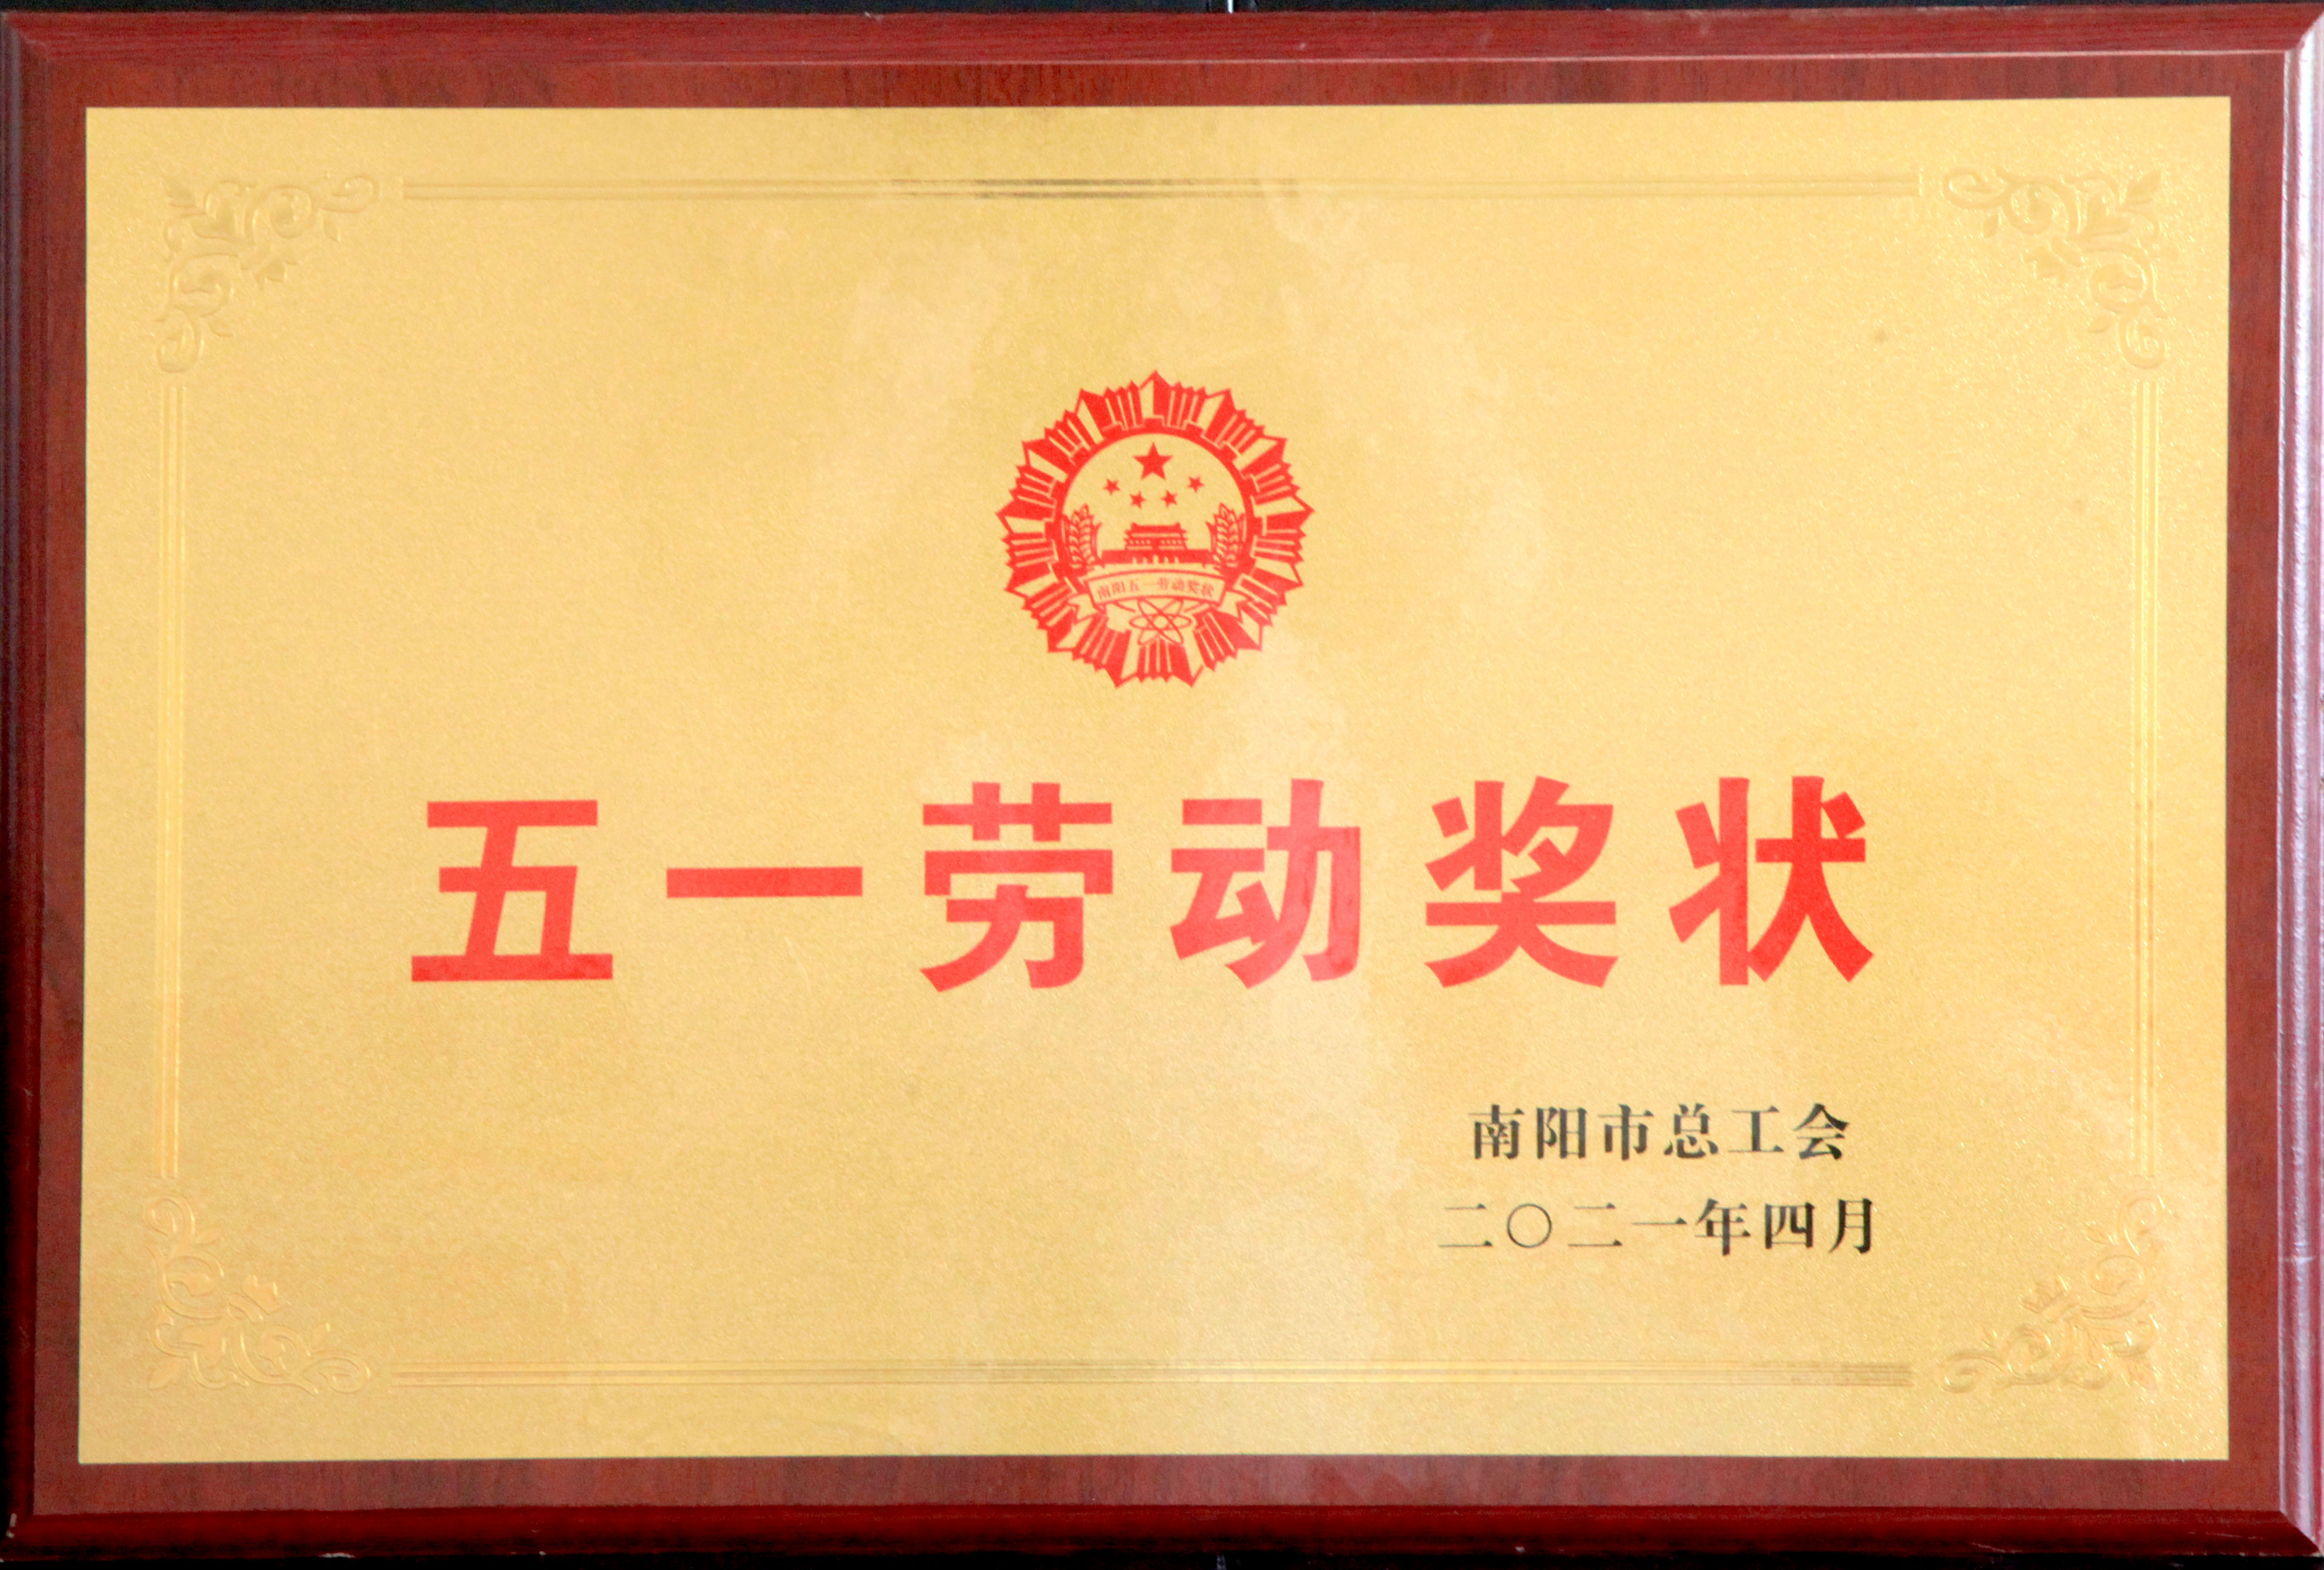 南阳五一劳动奖状
五一劳动奖状
南阳市总工会
二〇二一年四月